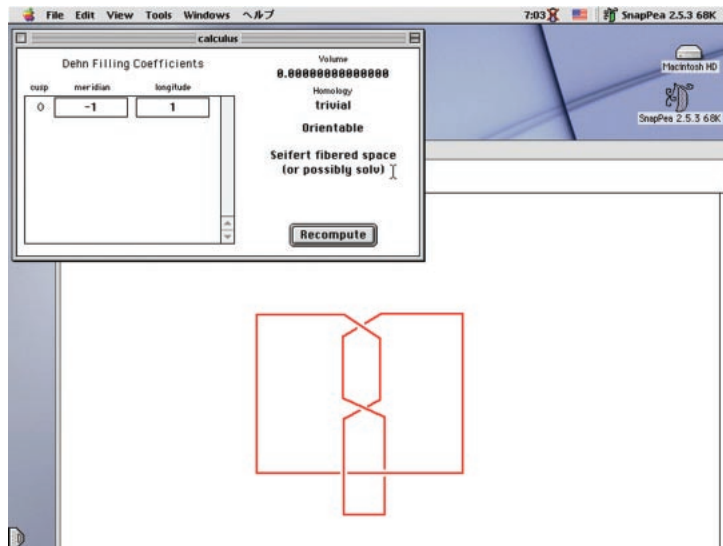 File Edit View Tools Windows ヘルプ 7:03 SnapPea 2.5.3 68K
calculus
Dehn Filling Coefficients
cusp meridian longitude
0 -1 1
Volume
0.00000000000000
Homology
trivial
Orientable
Seifert fibered space
(or possibly solv)
Recompute
Macintosh HD
SnapPea 2.5.3 68K